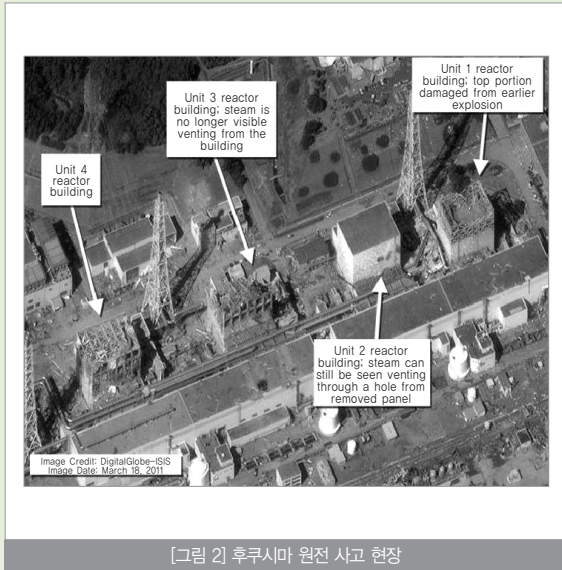 Unit 1 reactor
building; top portion
damaged from earlier
explosion
Unit 3 reactor
building; steam is
no longer visible
venting from the
building
Unit 4
reactor
building
Unit 2 reactor
building; steam can
still be seen venting
through a hole from
removed panel
Image Credit: DigitalGlobe-ISIS
Image Date: March 18, 2011
[그림 2] 후쿠시마 원전 사고 현장